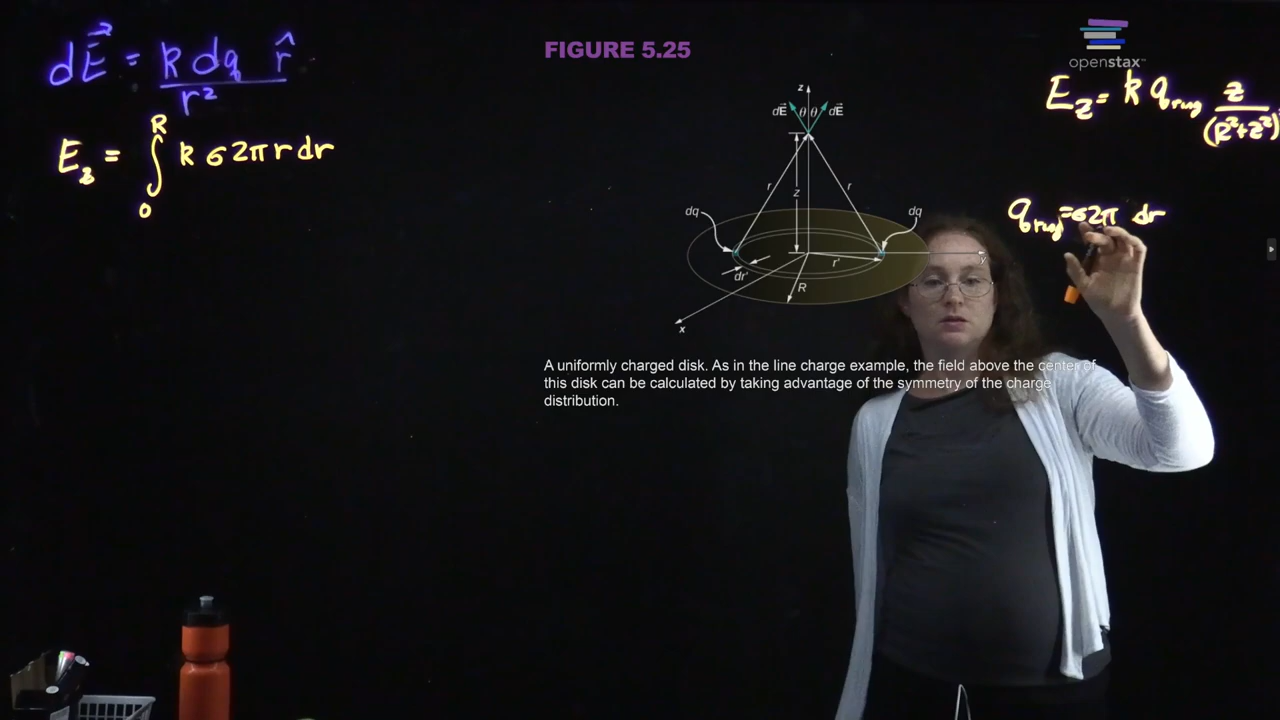 dE⃗ = k dq r̂ / r²
E_z = ∫₀ᴿ k σ 2π r dr
FIGURE 5.25
openstax™
E_z = k q_ring z / (R²+z²)
q_ring = σ2π dr
z
dE⃗ θ θ dE⃗
r z r
dq dq
y
r'
dr'
R
x
A uniformly charged disk. As in the line charge example, the field above the center of
this disk can be calculated by taking advantage of the symmetry of the charge
distribution.